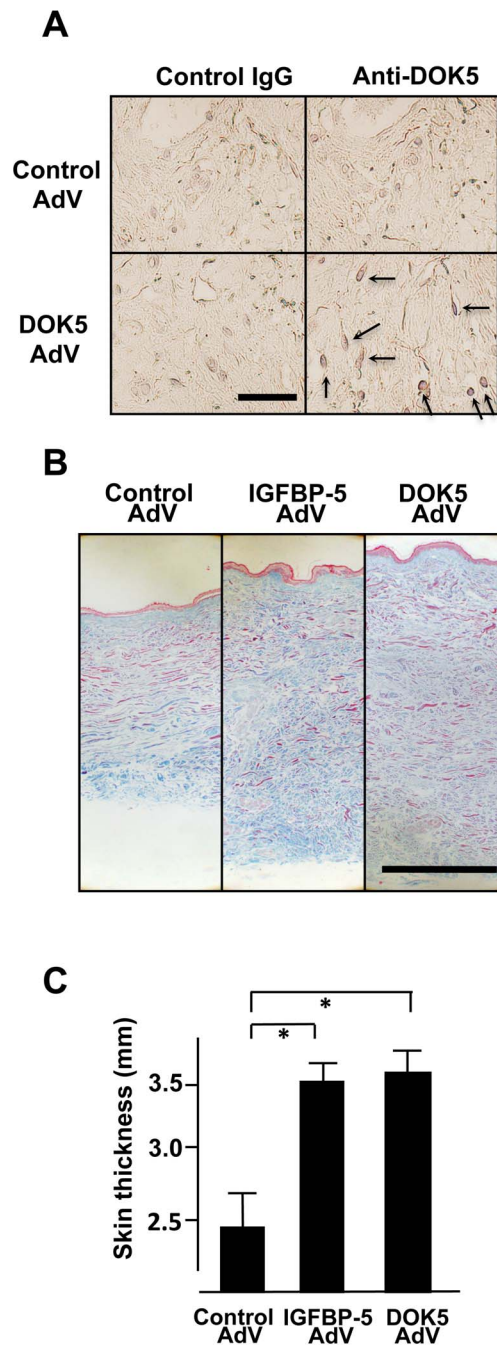 A
Control IgG Anti-DOK5
Control
AdV
DOK5
AdV
B
Control
AdV
IGFBP-5
AdV
DOK5
AdV
C
*
*
Skin thickness (mm)
3.5
3.0
2.5
Control
AdV
IGFBP-5
AdV
DOK5
AdV